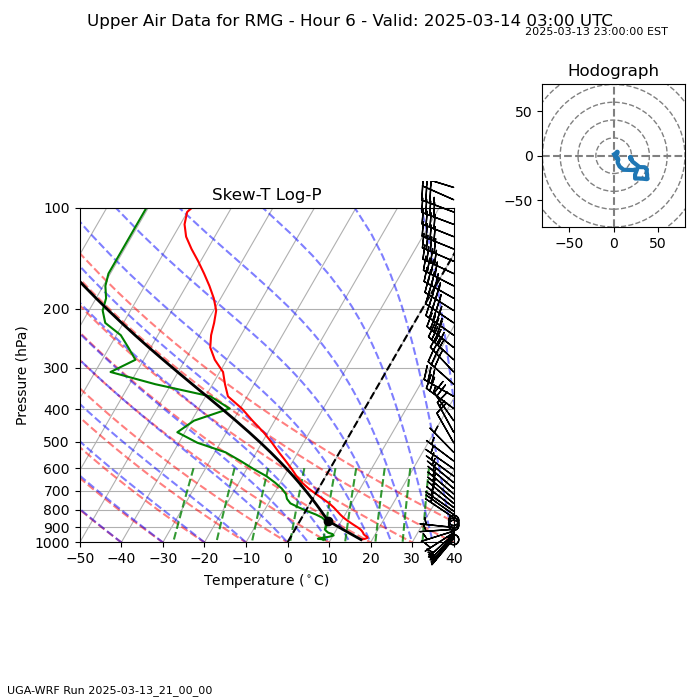 Upper Air Data for RMG - Hour 6 - Valid: 2025-03-14 03:00 UTC
2025-03-13 23:00:00 EST
Hodograph
50
0
−50
−50 0 50
Skew-T Log-P
100
200
300
400
500
600
700
800
900
1000
Pressure (hPa)
−50 −40 −30 −20 −10 0 10 20 30 40
Temperature (°C)
UGA-WRF Run 2025-03-13_21_00_00